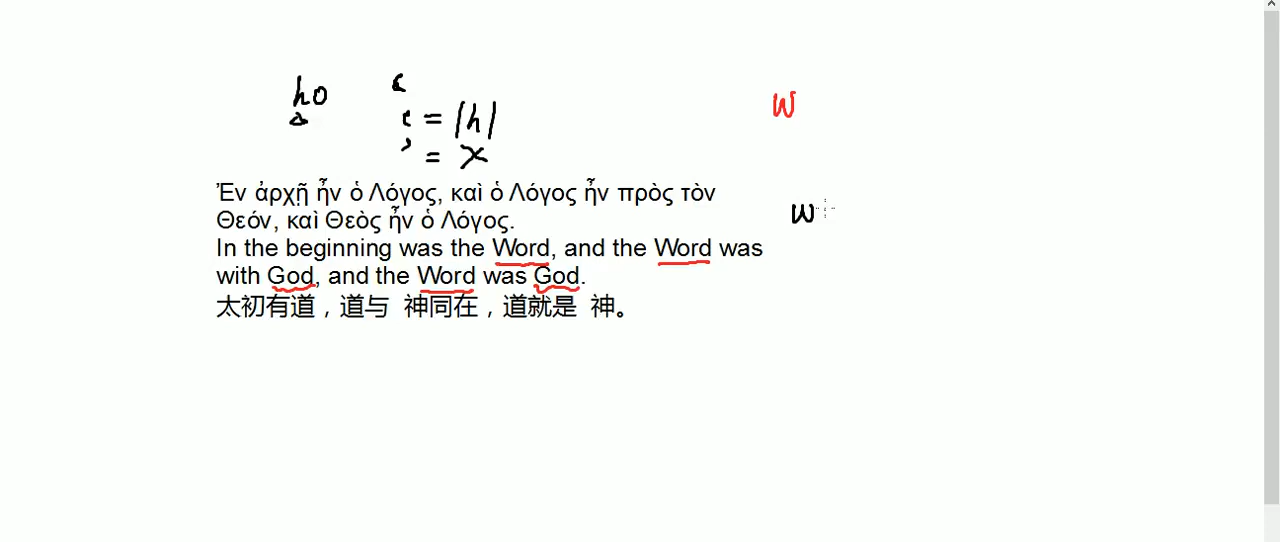 ho ʽ
ʽ = /h/
w
ʼ = ×
Ἐν ἀρχῇ ἦν ὁ Λόγος, καὶ ὁ Λόγος ἦν πρὸς τὸν
Θεόν, καὶ Θεὸς ἦν ὁ Λόγος.
w
In the beginning was the Word, and the Word was
with God, and the Word was God.
太初有道，道与 神同在，道就是 神。